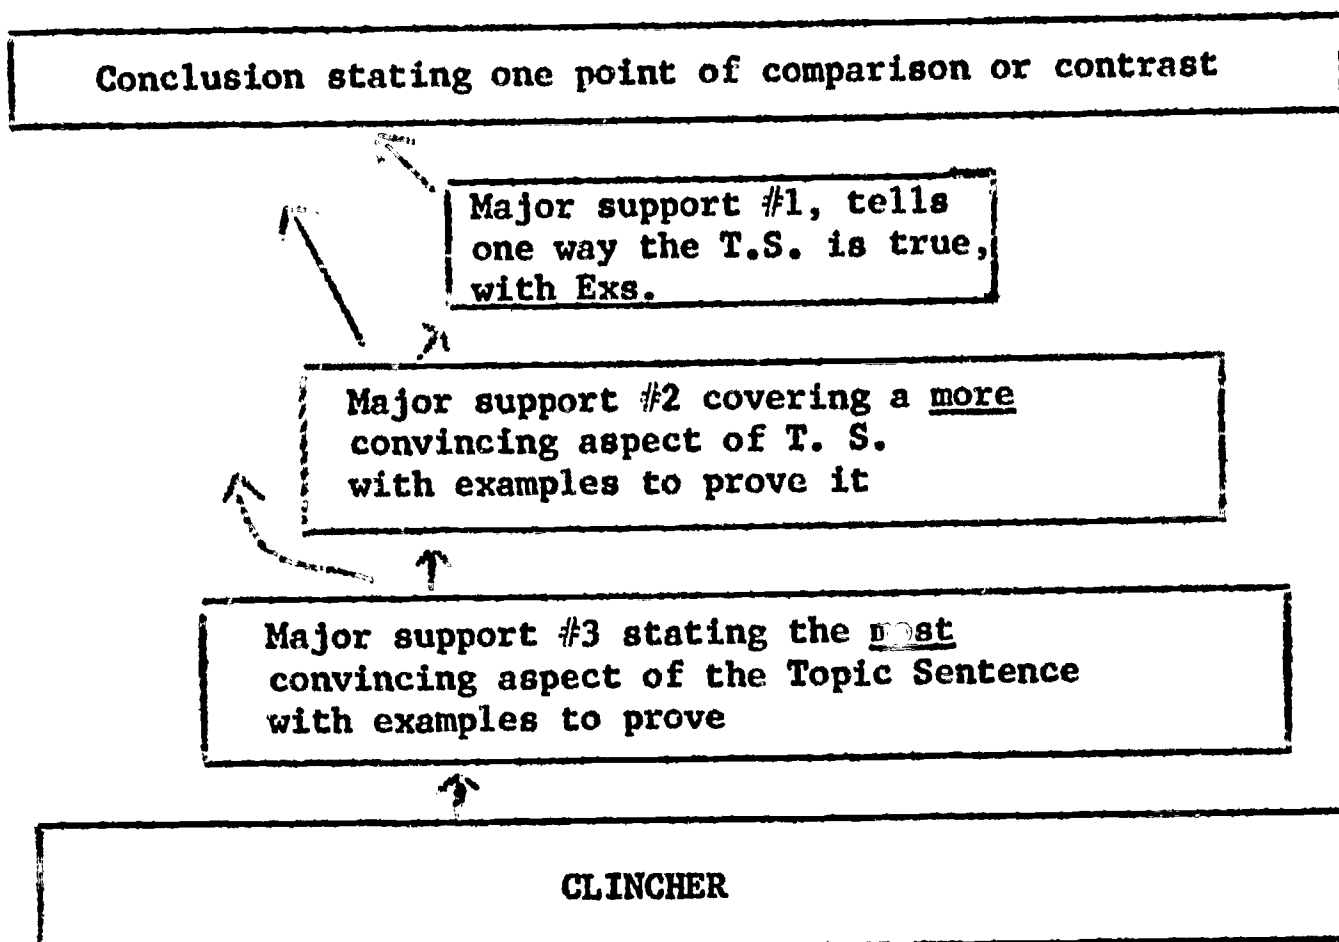 Conclusion stating one point of comparison or contrast
Major support #1, tells
one way the T.S. is true,
with Exs.
Major support #2 covering a more
convincing aspect of T. S.
with examples to prove it
Major support #3 stating the most
convincing aspect of the Topic Sentence
with examples to prove
CLINCHER